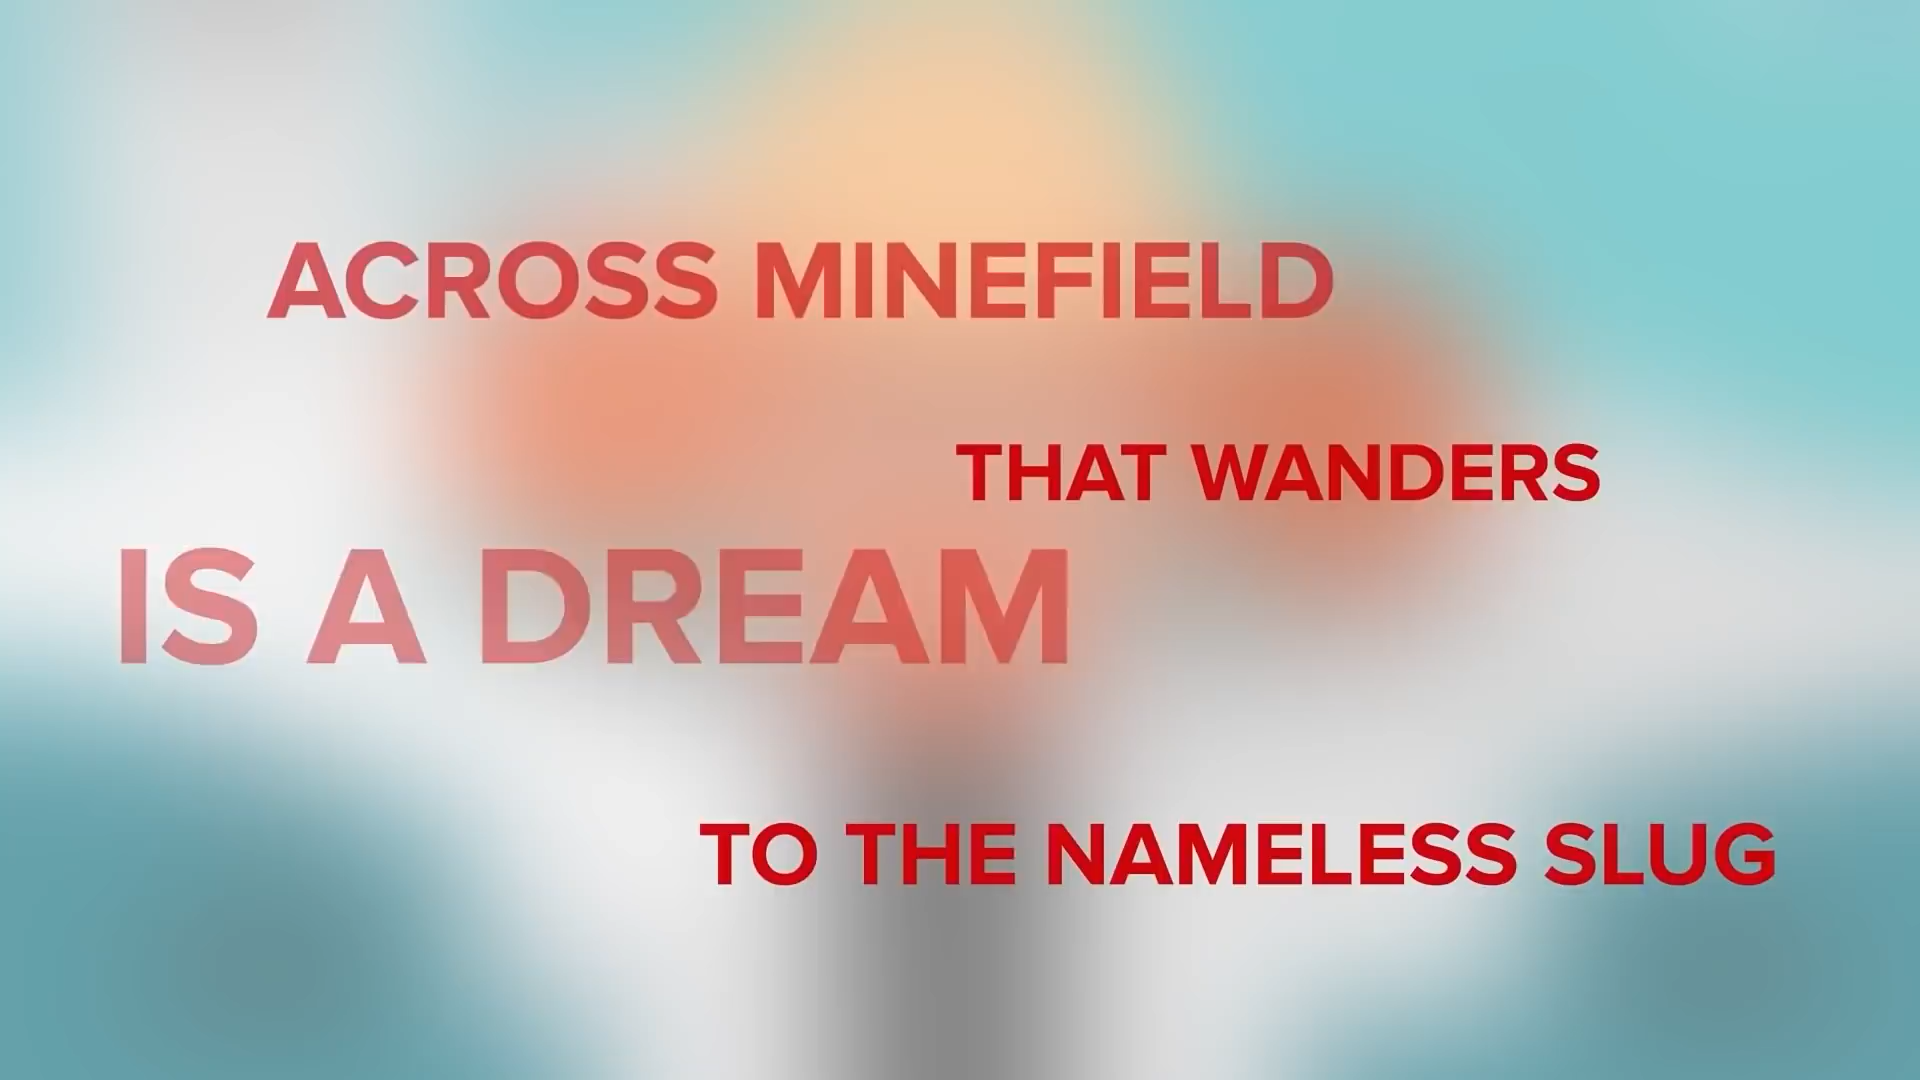 ACROSS MINEFIELD
THAT WANDERS
IS A DREAM
TO THE NAMELESS SLUG